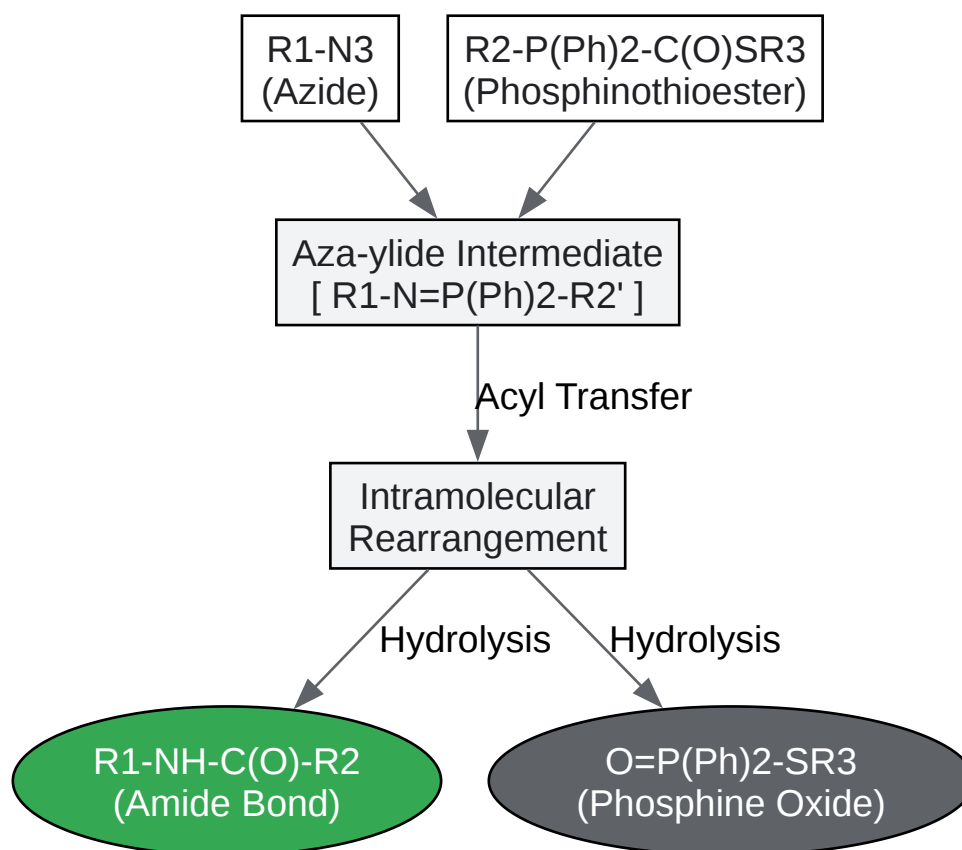 R1-N3
(Azide)
R2-P(Ph)2-C(O)SR3
(Phosphinothioester)
Aza-ylide Intermediate
[ R1-N=P(Ph)2-R2' ]
Acyl Transfer
Intramolecular
Rearrangement
Hydrolysis
Hydrolysis
R1-NH-C(O)-R2
(Amide Bond)
O=P(Ph)2-SR3
(Phosphine Oxide)